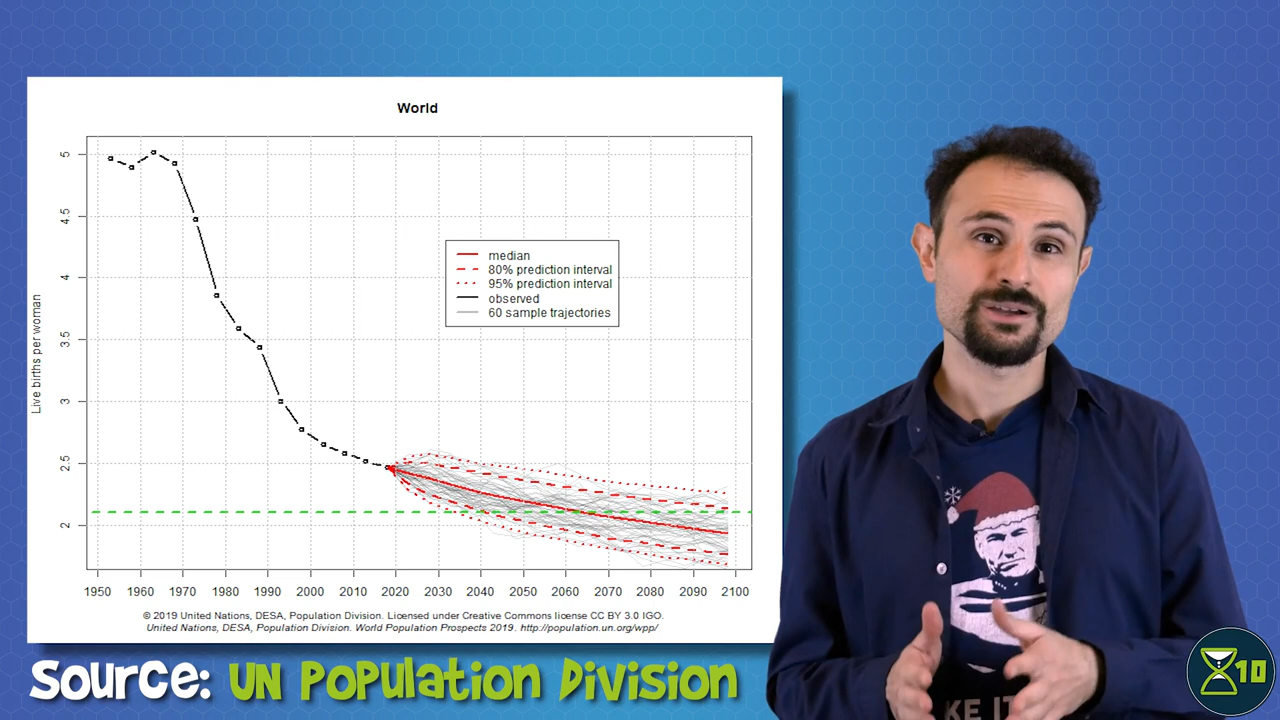 World
5
4.5
4
3.5
3
2.5
2
Live births per woman
median
80% prediction interval
95% prediction interval
observed
60 sample trajectories
1950 1960 1970 1980 1990 2000 2010 2020 2030 2040 2050 2060 2070 2080 2090 2100
© 2019 United Nations, DESA, Population Division. Licensed under Creative Commons license CC BY 3.0 IGO.
United Nations, DESA, Population Division. World Population Prospects 2019. http://population.un.org/wpp/
Source: UN Population Division
KE IT
10